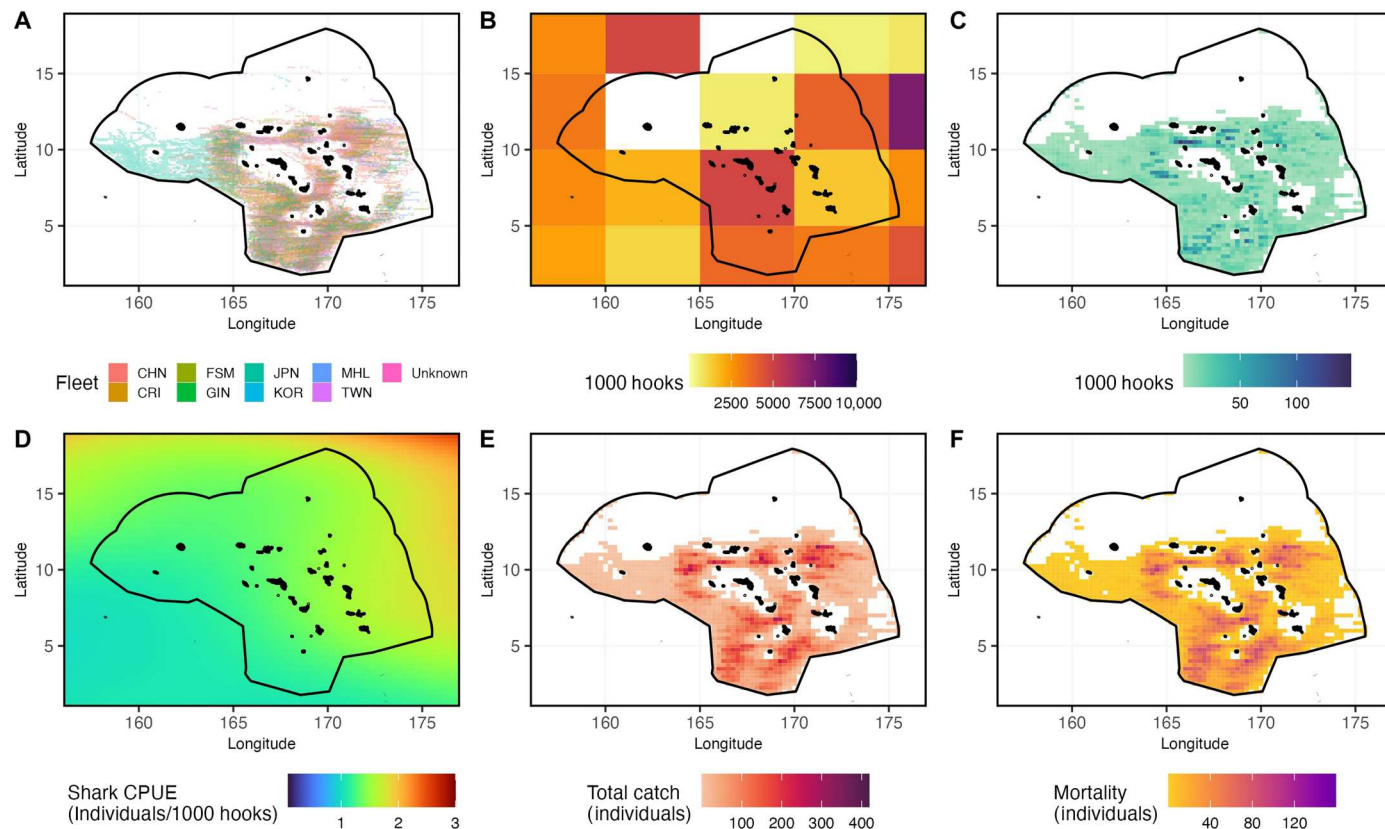 A
B
C
15
10
5
Latitude
160 165 170 175
Longitude
15
10
5
Latitude
160 165 170 175
Longitude
15
10
5
Latitude
160 165 170 175
Longitude
Fleet
CHN FSM JPN MHL Unknown
CRI GIN KOR TWN
1000 hooks
2500 5000 7500 10,000
1000 hooks
50 100
D
E
F
15
10
5
Latitude
160 165 170 175
Longitude
15
10
5
Latitude
160 165 170 175
Longitude
15
10
5
Latitude
160 165 170 175
Longitude
Shark CPUE
(Individuals/1000 hooks)
1 2 3
Total catch
(individuals)
100 200 300 400
Mortality
(individuals)
40 80 120